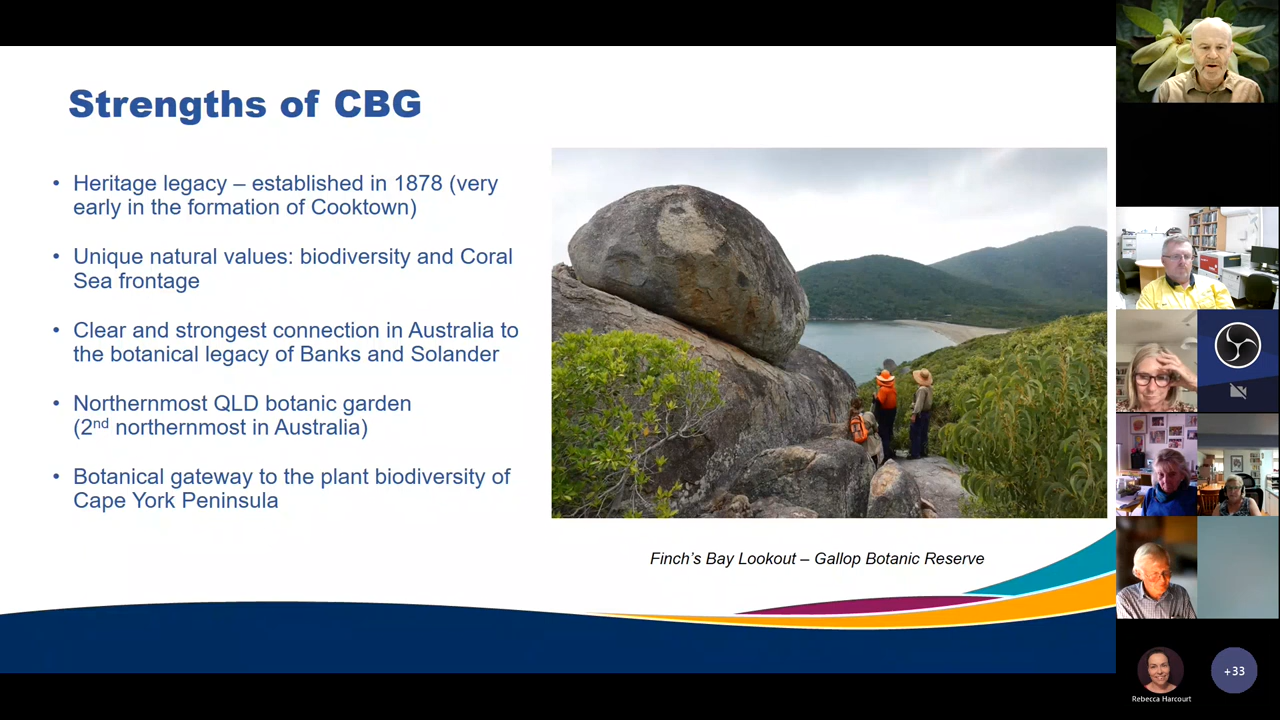 Strengths of CBG
• Heritage legacy – established in 1878 (very
early in the formation of Cooktown)
• Unique natural values: biodiversity and Coral
Sea frontage
• Clear and strongest connection in Australia to
the botanical legacy of Banks and Solander
• Northernmost QLD botanic garden
(2nd northernmost in Australia)
• Botanical gateway to the plant biodiversity of
Cape York Peninsula
Finch's Bay Lookout – Gallop Botanic Reserve
Rebecca Harcourt
+33